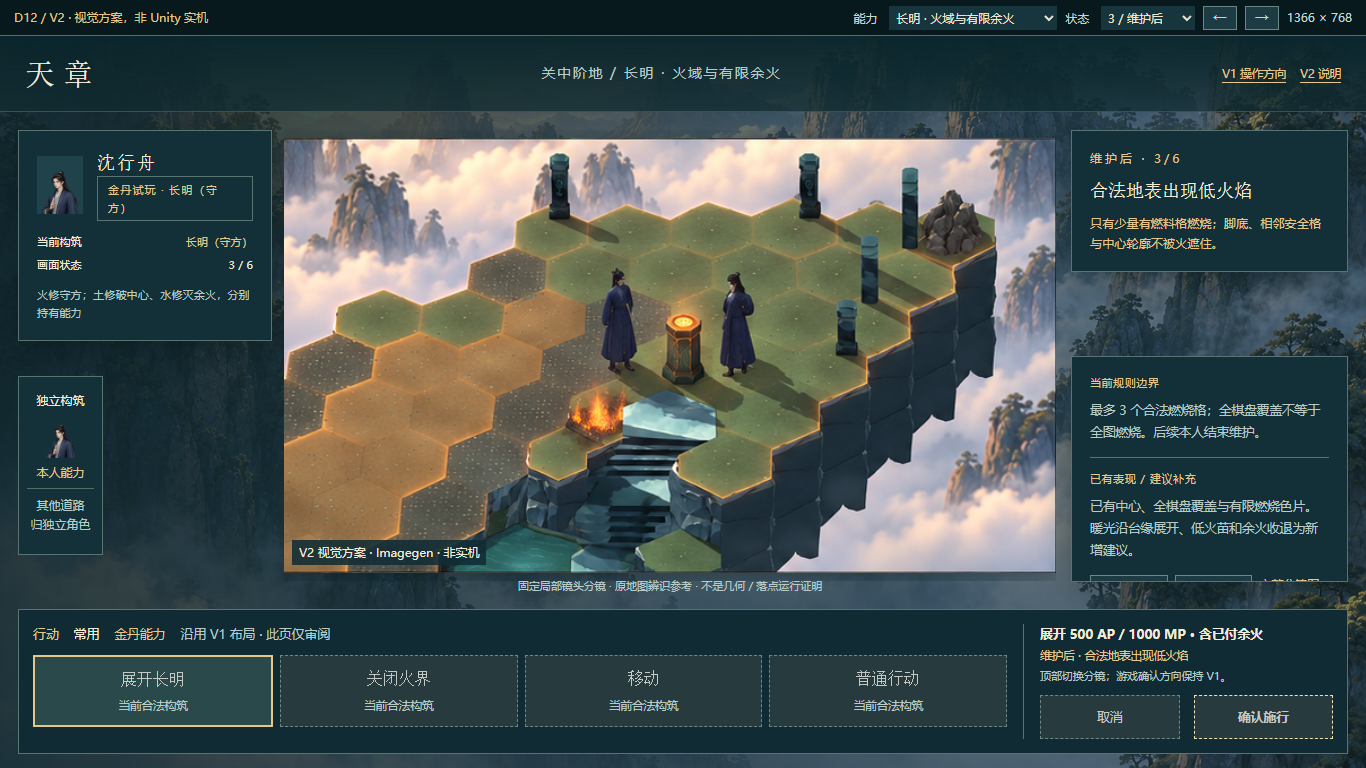 D12 / V2 · 视觉方案，非 Unity 实机
能力 长明 · 火域与有限余火 状态 3 / 维护后 ← → 1366 × 768
天章
关中阶地 / 长明 · 火域与有限余火
V1 操作方向 V2 说明
沈行舟
金丹试玩 · 长明（守
方）
当前构筑 长明（守方）
画面状态 3 / 6
火修守方；土修破中心、水修灭余火，分别
持有能力
独立构筑
本人能力
其他道路
归独立角色
V2 视觉方案 · Imagegen · 非实机
固定局部镜头分镜 · 原地图辨识参考 · 不是几何 / 落点运行证明
维护后 · 3 / 6
合法地表出现低火焰
只有少量有燃料格燃烧；脚底、相邻安全格
与中心轮廓不被火遮住。
当前规则边界
最多 3 个合法燃烧格；全棋盘覆盖不等于
全图燃烧。后续本人结束维护。
已有表现 / 建议补充
已有中心、全棋盘覆盖与有限燃烧色片。
暖光沿台缘展开、低火苗和余火收退为新
增建议。
行动 常用 金丹能力 沿用 V1 布局 · 此页仅审阅
展开长明
当前合法构筑
关闭火界
当前合法构筑
移动
当前合法构筑
普通行动
当前合法构筑
展开 500 AP / 1000 MP • 含已付余火
维护后 · 合法地表出现低火焰
顶部切换分镜；游戏确认方向保持 V1。
取消 确认施行